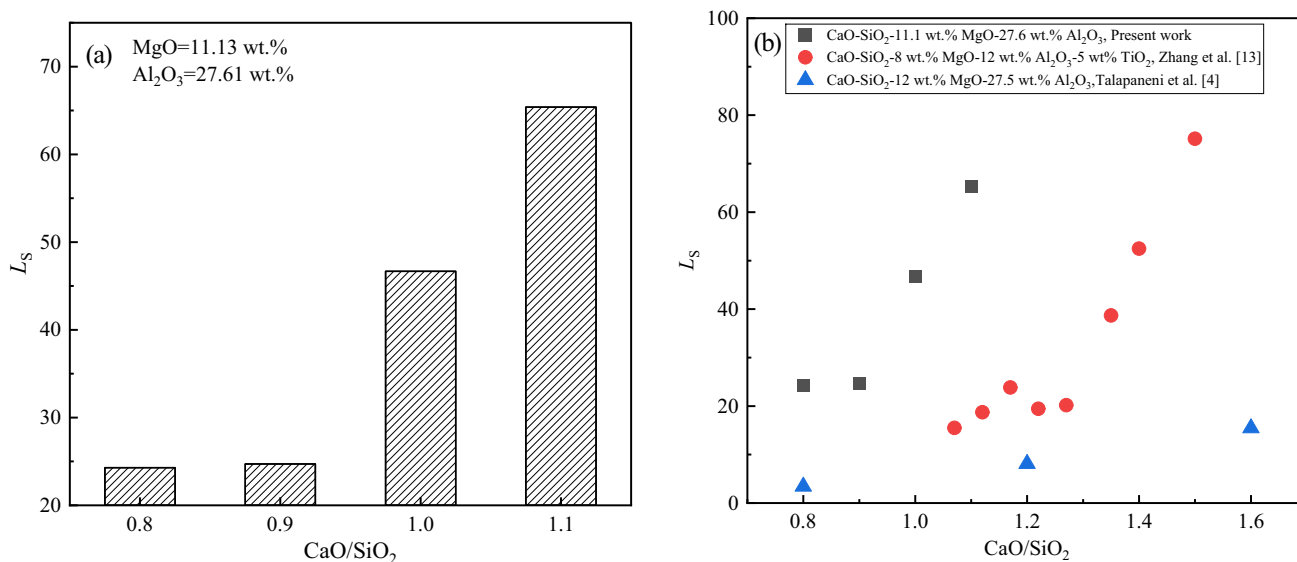 (a)
MgO=11.13 wt.%
Al₂O₃=27.61 wt.%
70
60
50
40
30
20
L_S
0.8 0.9 1.0 1.1
CaO/SiO₂
(b)
CaO-SiO₂-11.1 wt.% MgO-27.6 wt.% Al₂O₃, Present work
CaO-SiO₂-8 wt.% MgO-12 wt.% Al₂O₃-5 wt% TiO₂, Zhang et al. [13]
CaO-SiO₂-12 wt.% MgO-27.5 wt.% Al₂O₃,Talapaneni et al. [4]
100
80
60
40
20
0
L_S
0.8 1.0 1.2 1.4 1.6
CaO/SiO₂